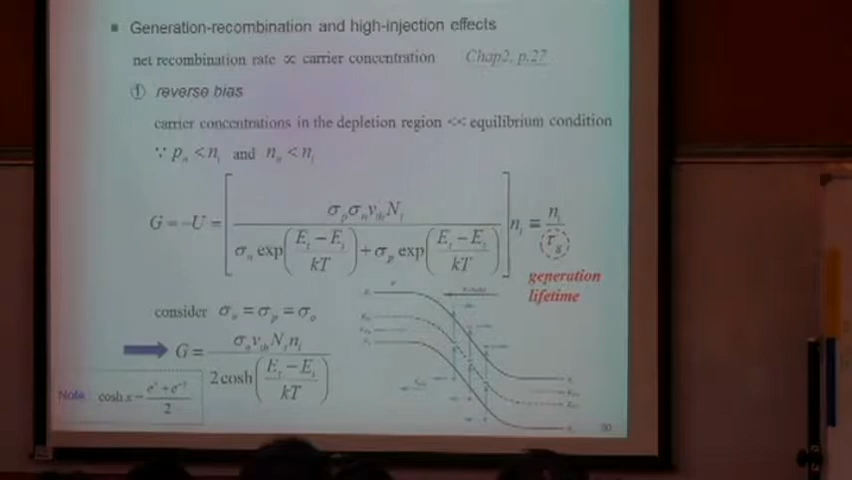 ■ Generation-recombination and high-injection effects
net recombination rate ∝ carrier concentration Chap2, p.27
① reverse bias
carrier concentrations in the depletion region << equilibrium condition
∵ pₙ < nᵢ and nₙ < nᵢ
G = −U = [ σₚσₙvₜₕNₜ / ( σₙ exp((Eₜ − Eᵢ)/kT) + σₚ exp((Eᵢ − Eₜ)/kT) ) ] nᵢ ≡ nᵢ/τg
generation
lifetime
consider σₙ = σₚ = σₒ
G = σₒvₜₕNₜnᵢ / 2cosh((Eₜ − Eᵢ)/kT)
Note: cosh x = (eˣ + e⁻ˣ)/2